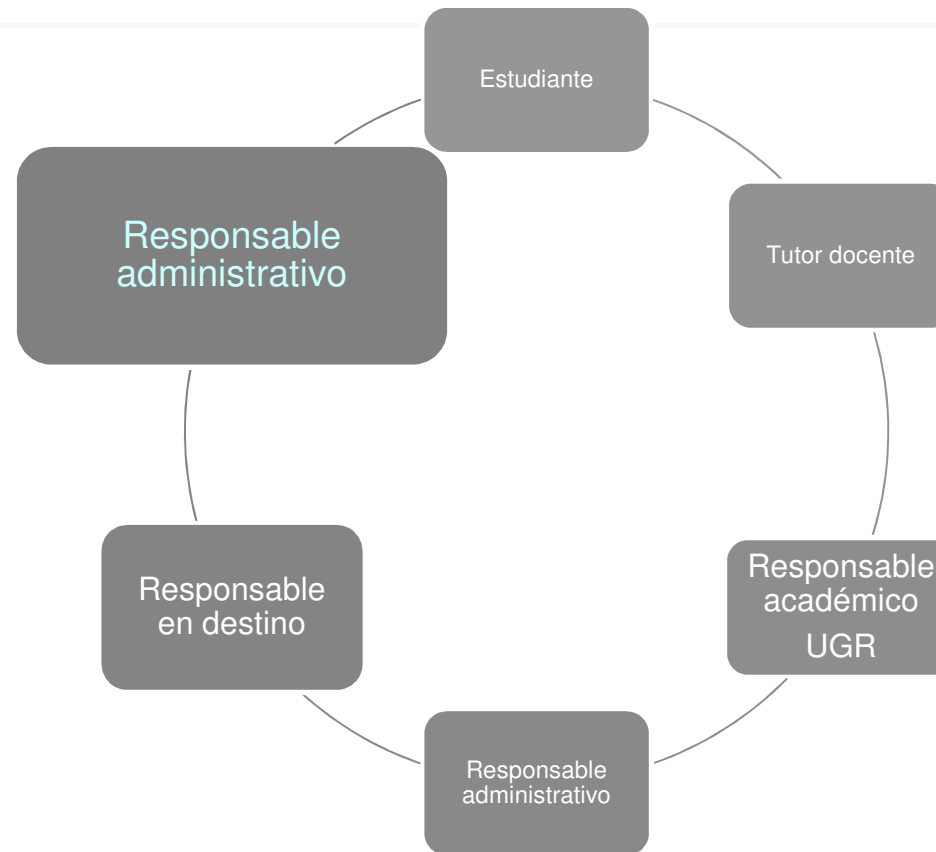 Estudiante
Tutor docente
Responsable
académico
UGR
Responsable
administrativo
Responsable
en destino
Responsable
administrativo